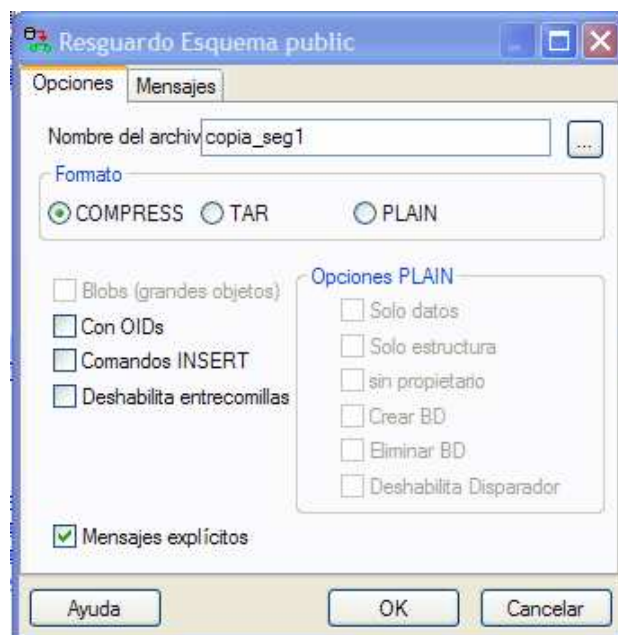 Resguardo Esquema public
Opciones Mensajes
Nombre del archiv copia_seg1 ...
Formato
COMPRESS TAR PLAIN
Blobs (grandes objetos)
Opciones PLAIN
Con OIDs
Comandos INSERT
Deshabilita entrecomillas
Solo datos
Solo estructura
sin propietario
Crear BD
Eliminar BD
Deshabilita Disparador
Mensajes explícitos
Ayuda OK Cancelar